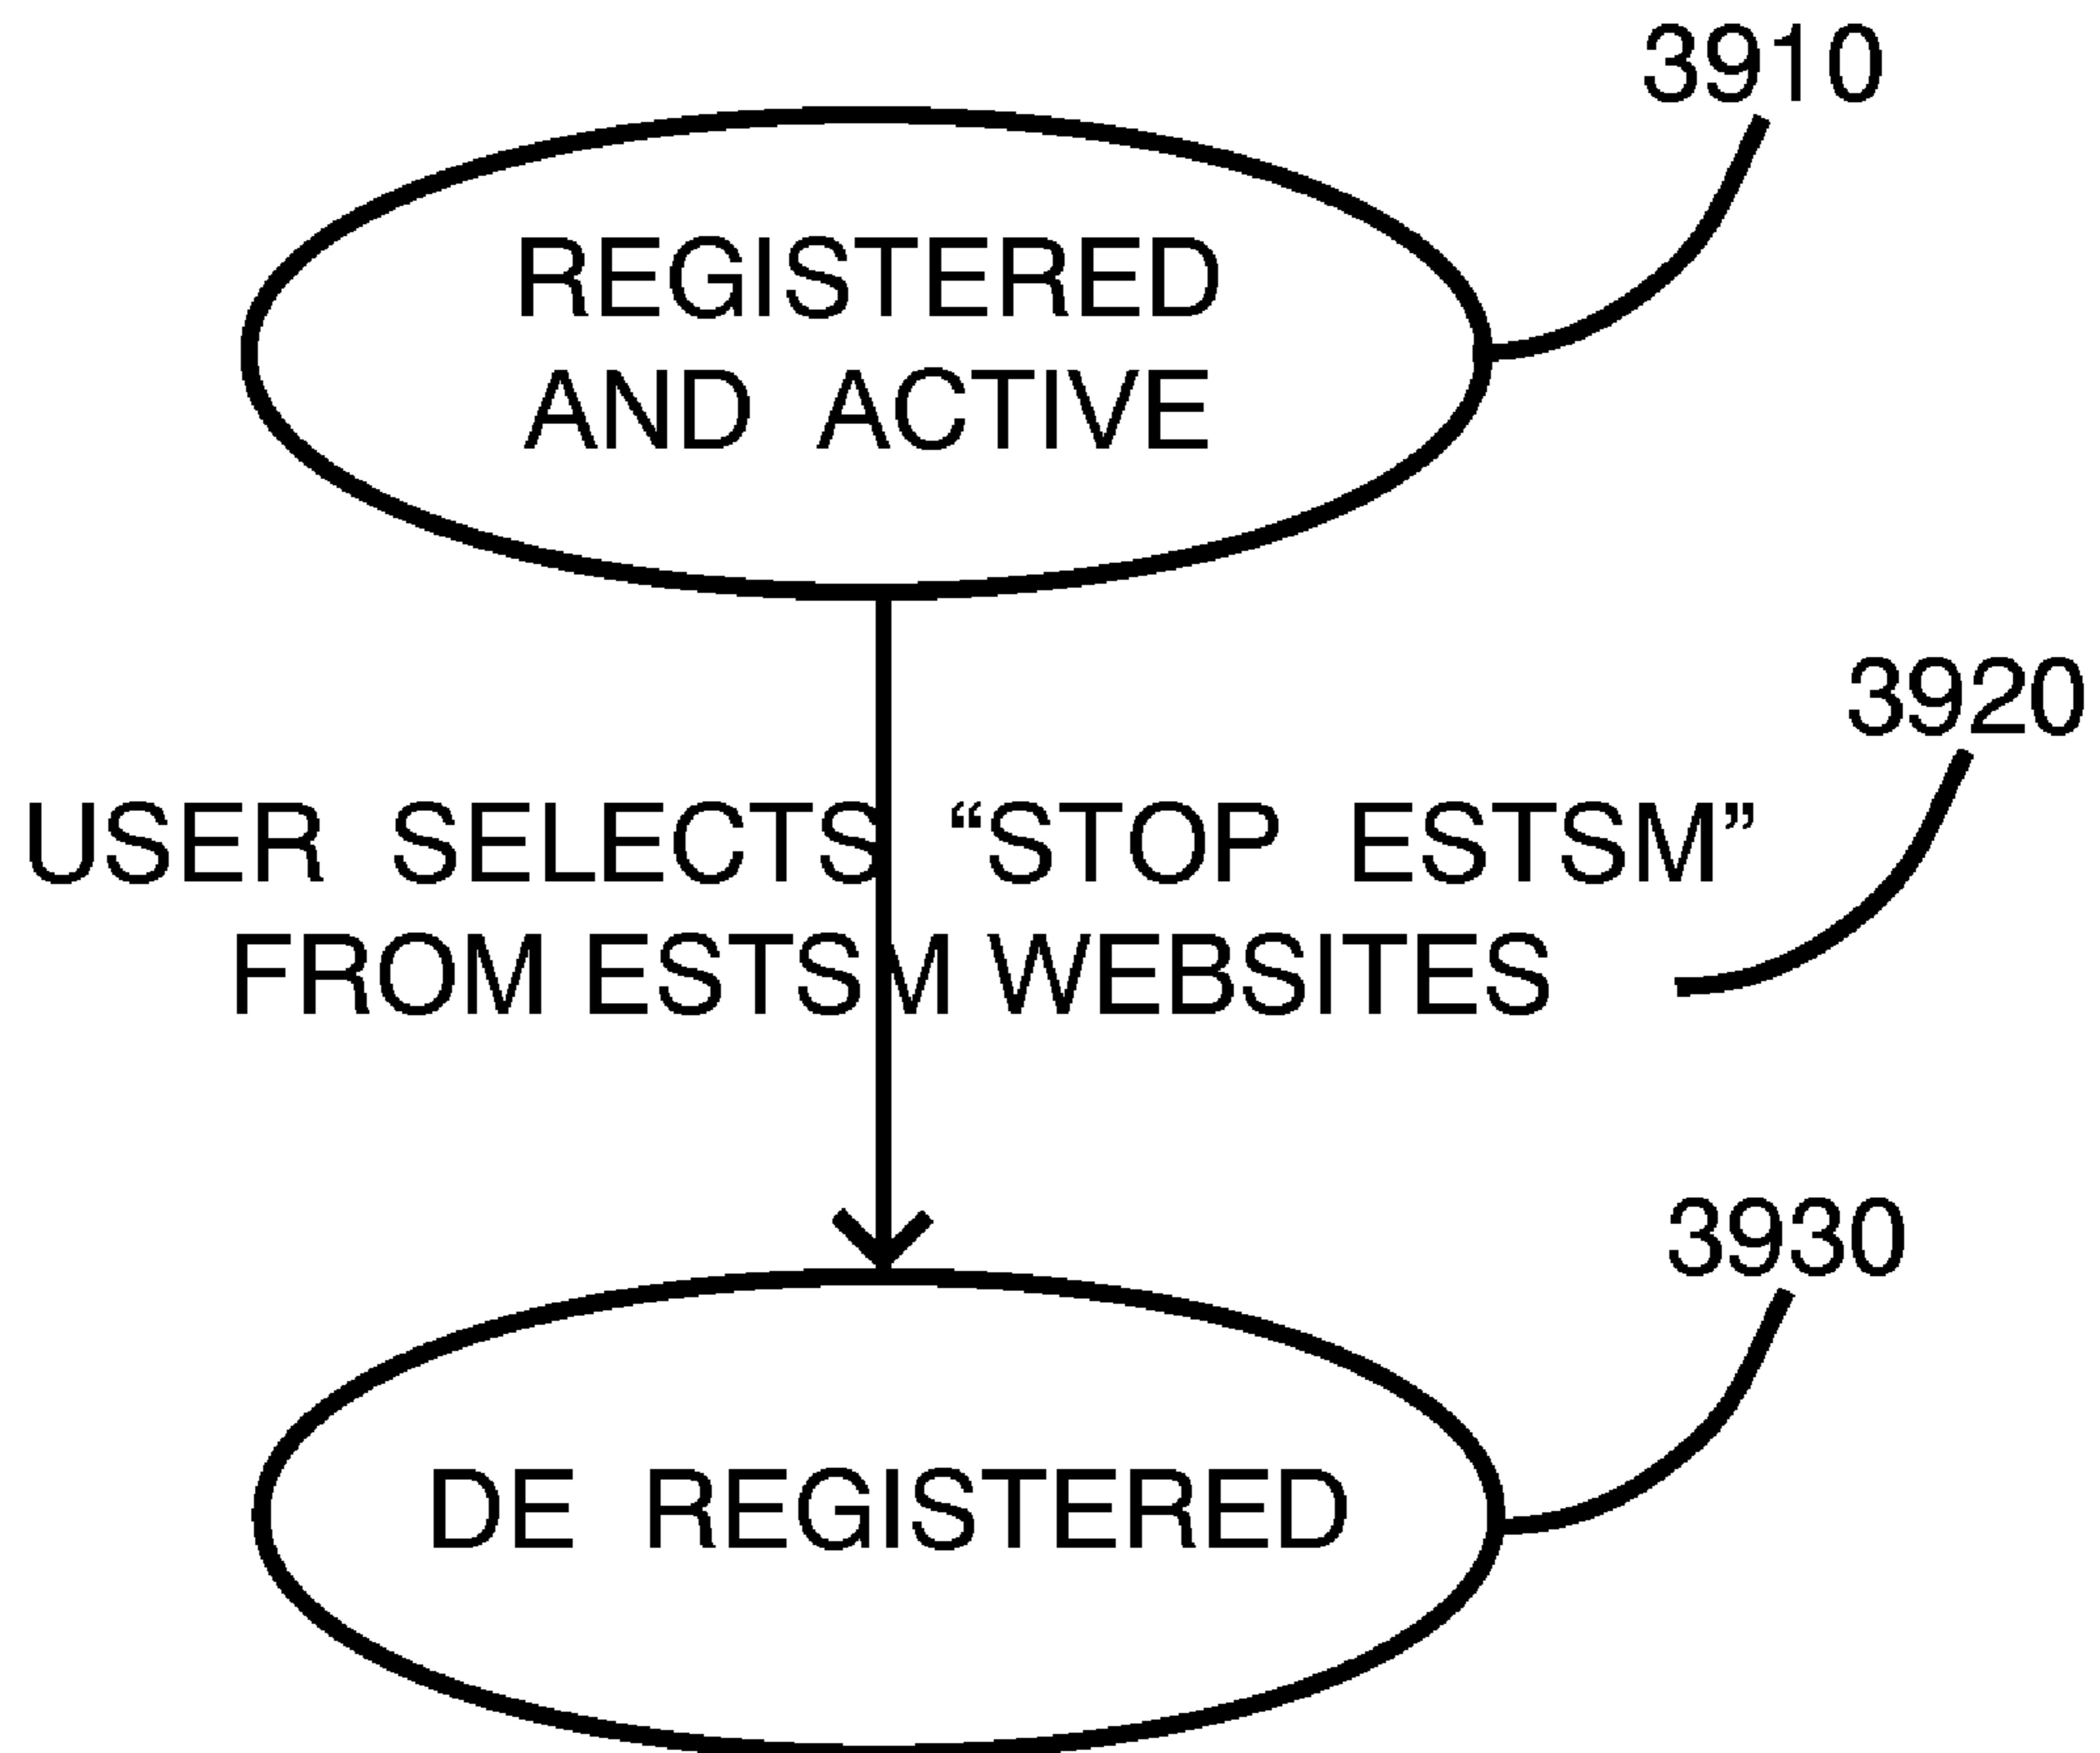 3910
REGISTERED
AND ACTIVE
3920
USER SELECTS “STOP ESTSM”
FROM ESTSM WEBSITES
3930
DE REGISTERED